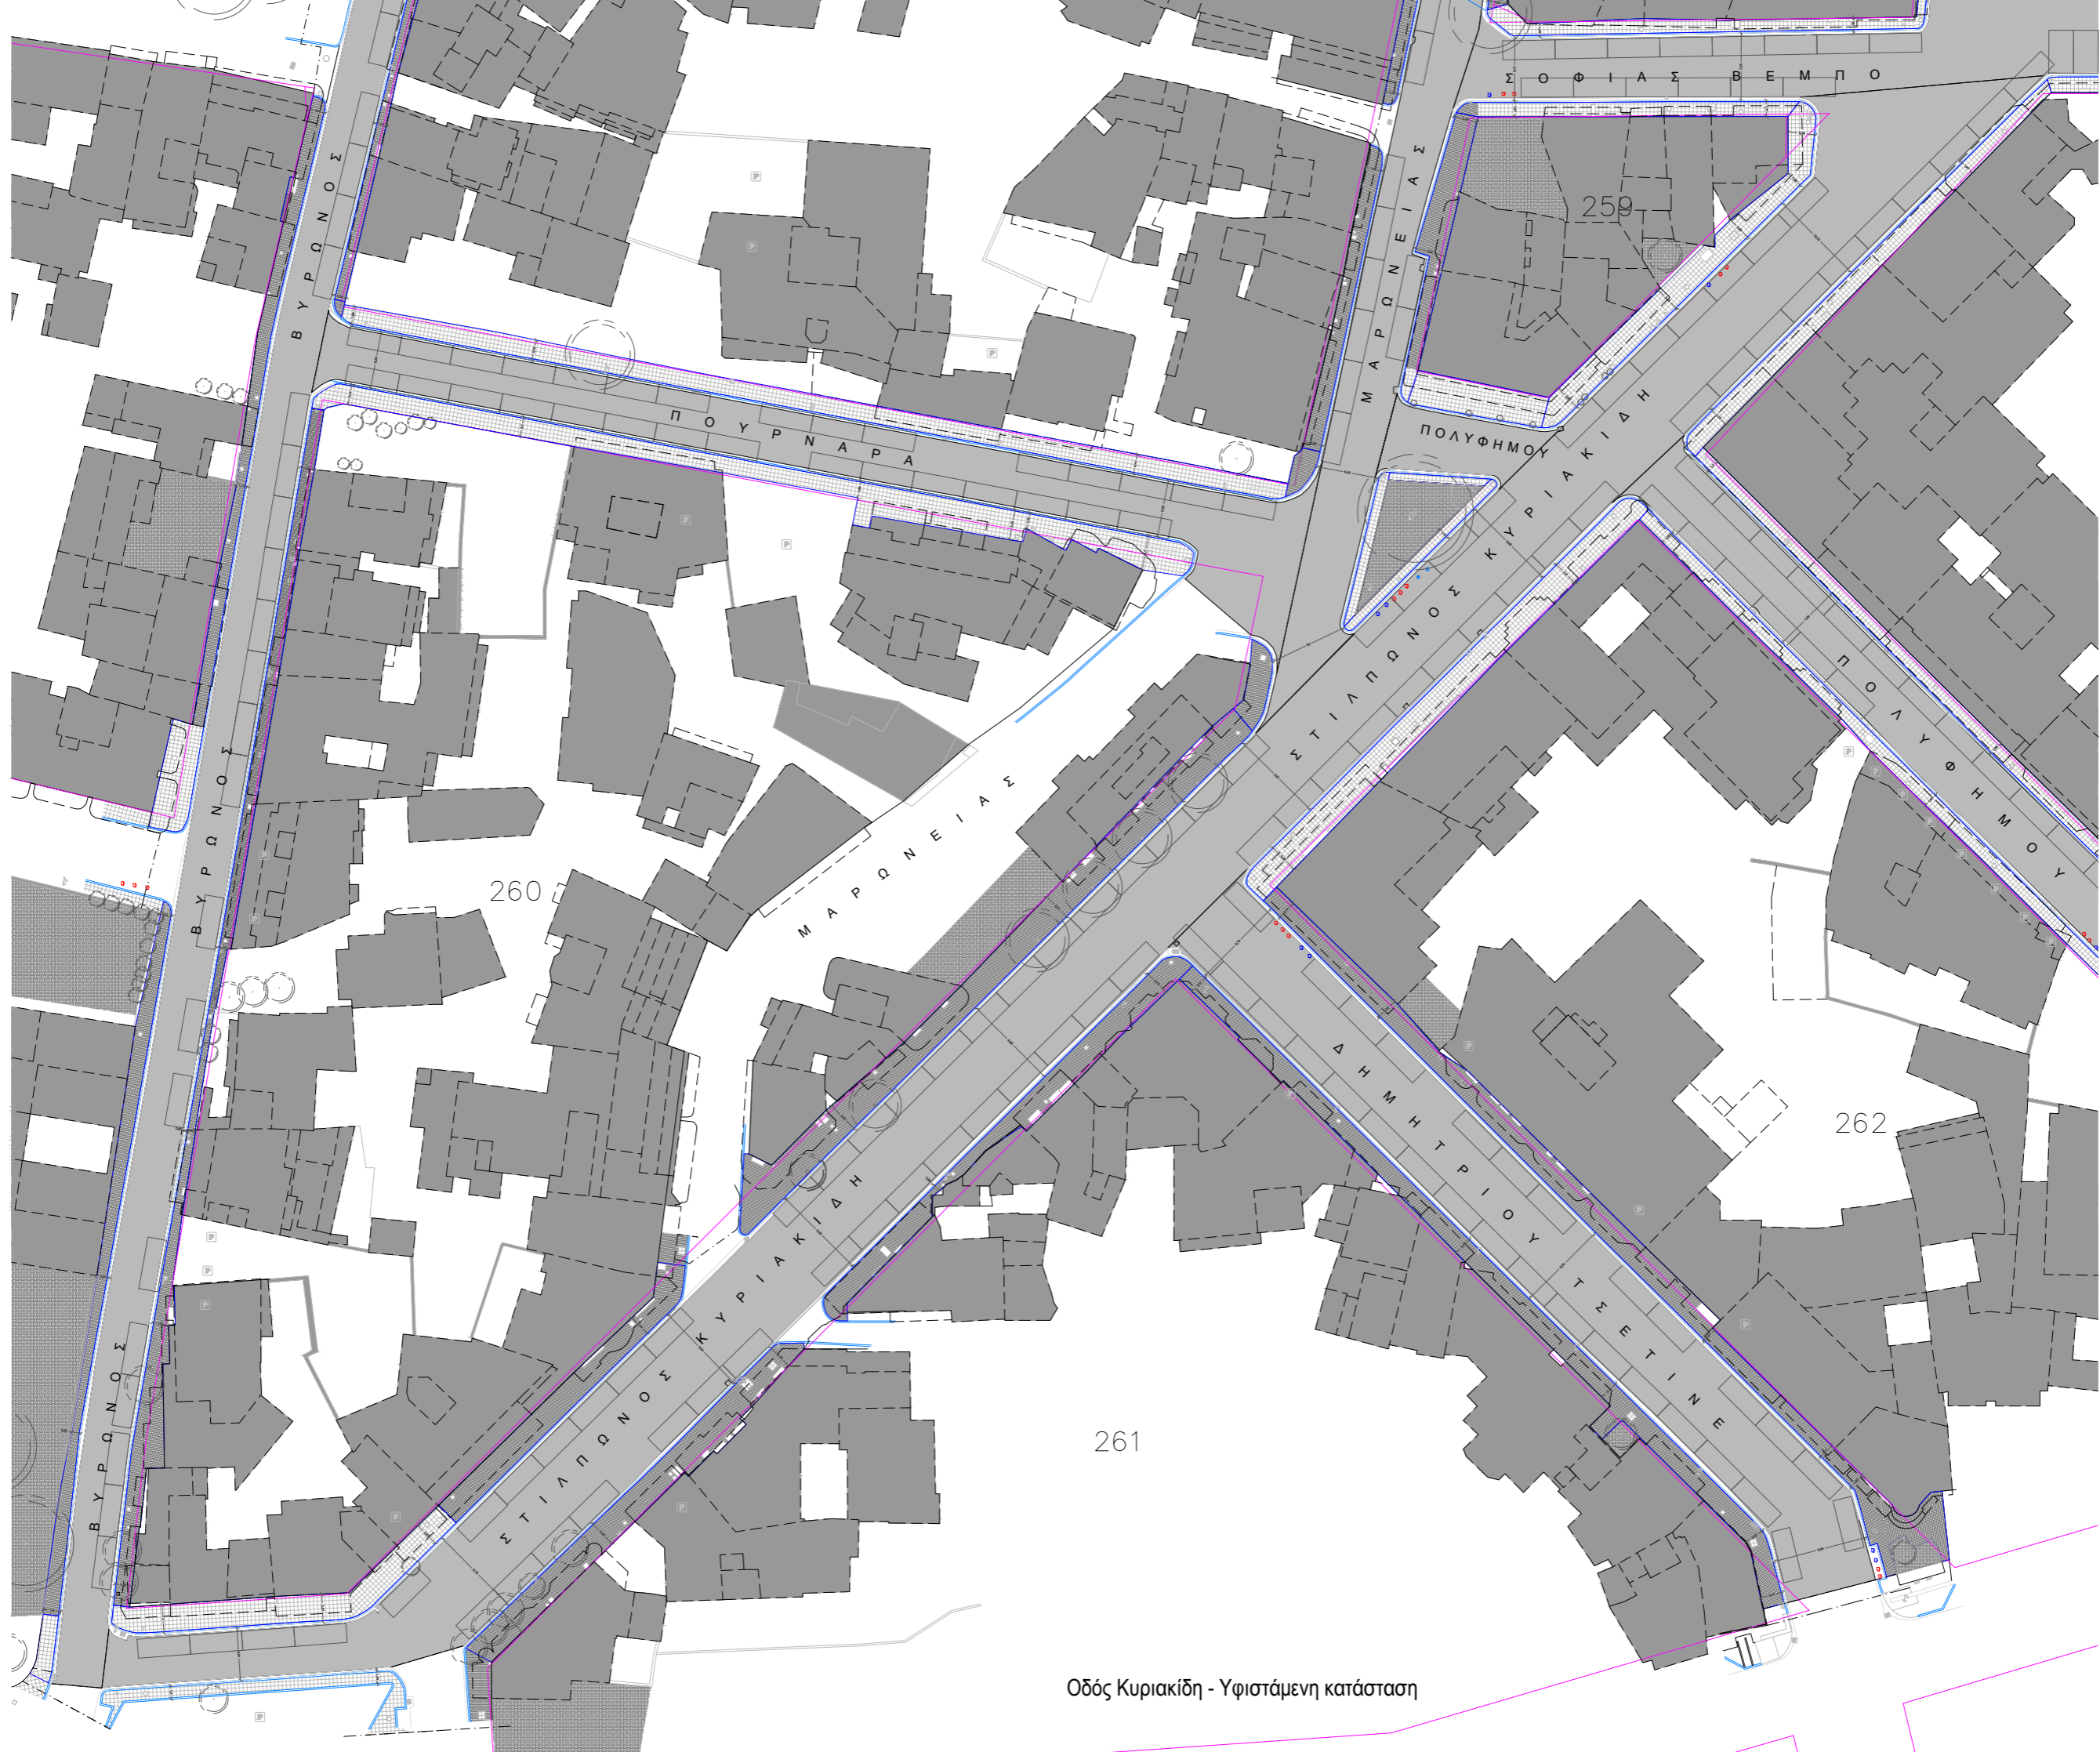 ΣΟΦΙΑΣ ΒΕΜΠΟ
259
ΒΥΡΩΝΟΣ
ΜΑΡΩΝΕΙΑΣ
ΠΟΥΡΝΑΡΑ
ΠΟΛΥΦΗΜΟΥ
ΣΤΙΛΠΩΝΟΣ ΚΥΡΙΑΚΙΔΗ
ΠΟΛΥΦΗΜΟΥ
ΒΥΡΩΝΟΣ
260
ΜΑΡΩΝΕΙΑΣ
ΔΗΜΗΤΡΙΟΥ ΤΣΕΤΙΝΕ
262
ΣΤΙΛΠΩΝΟΣ ΚΥΡΙΑΚΙΔΗ
ΒΥΡΩΝΟΣ
261
Οδός Κυριακίδη - Υφιστάμενη κατάσταση